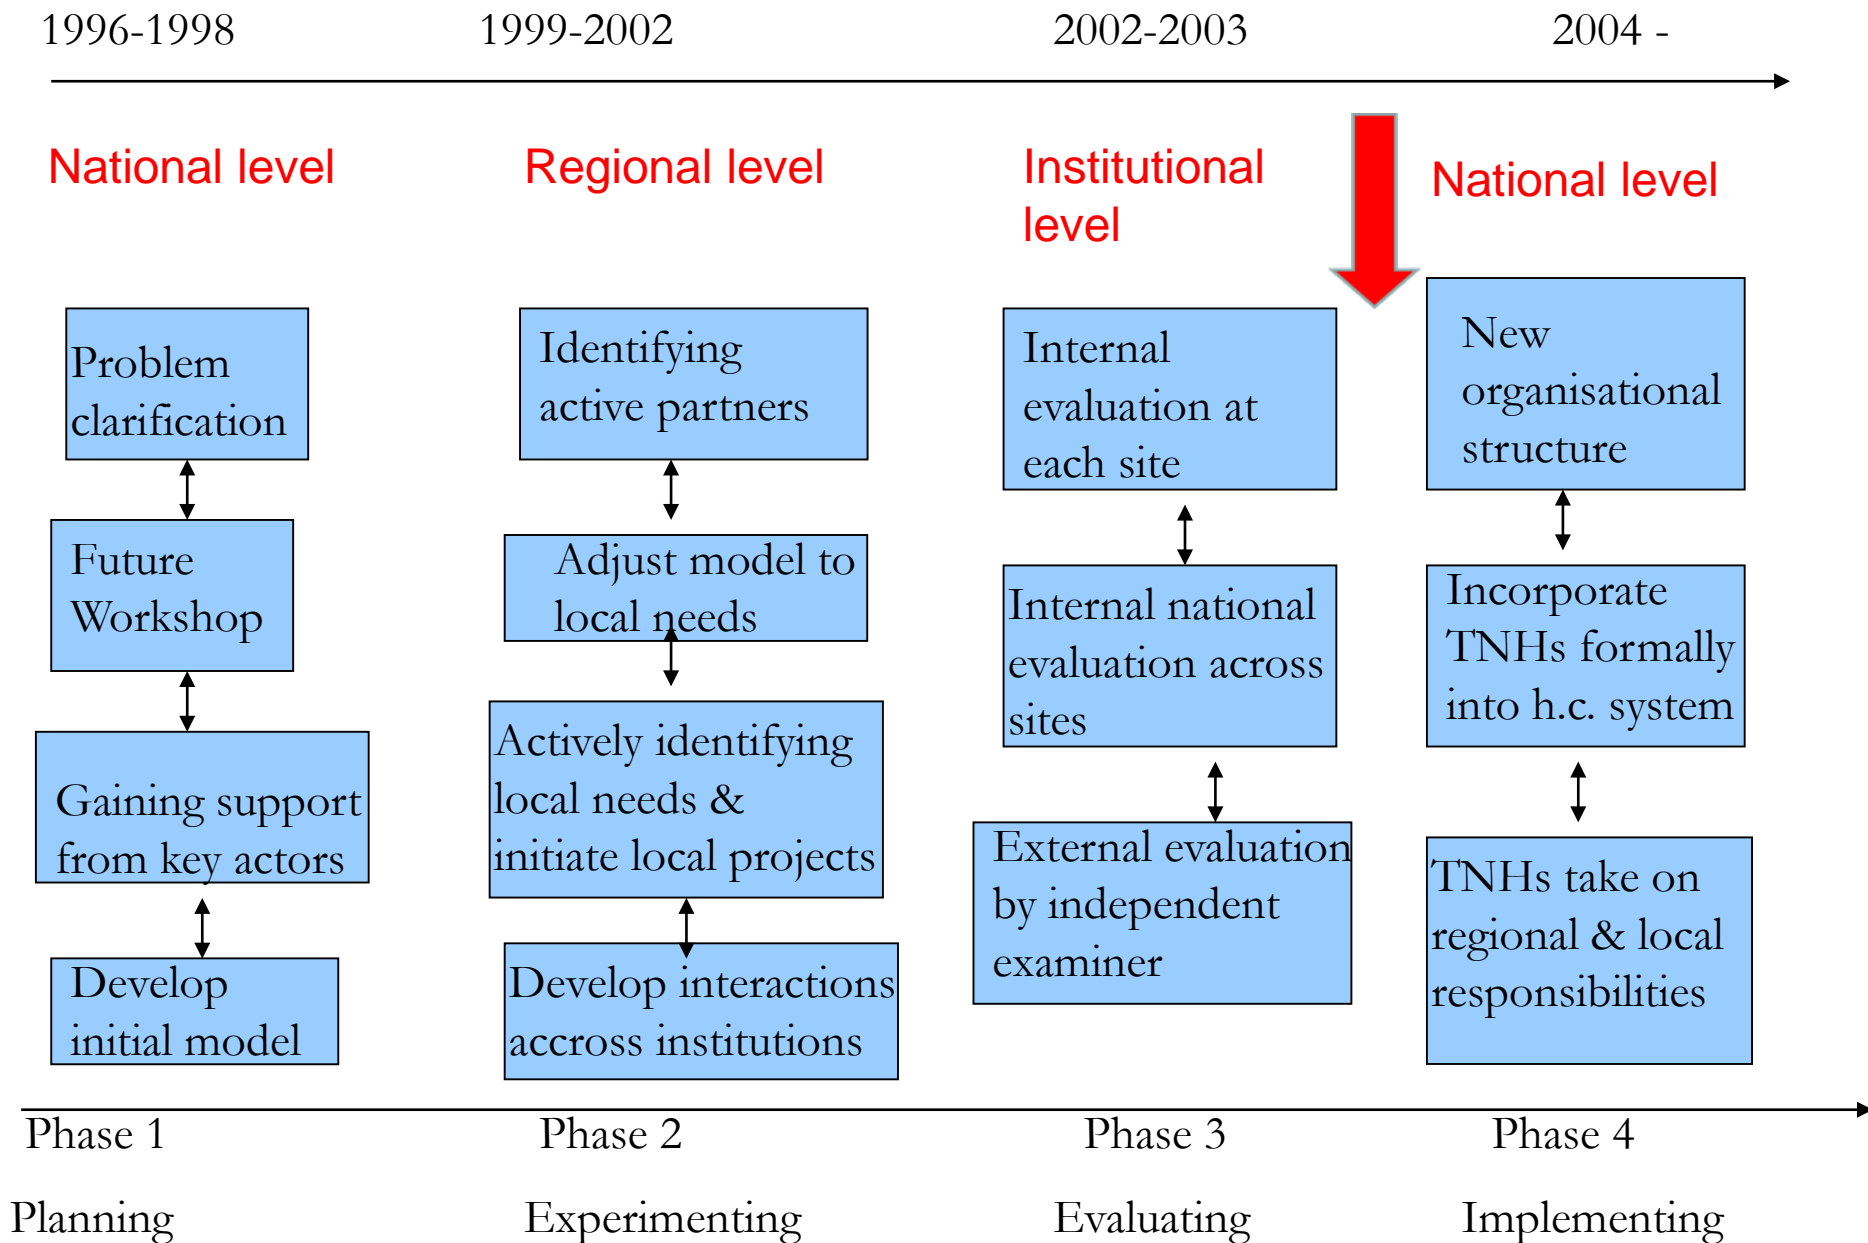 1996-1998
1999-2002
2002-2003
2004 -
National level
Regional level
Institutional
level
National level
Problem
clarification
Future
Workshop
Gaining support
from key actors
Develop
initial model
Identifying
active partners
Adjust model to
local needs
Actively identifying
local needs &
initiate local projects
Develop interactions
accross institutions
Internal
evaluation at
each site
Internal national
evaluation across
sites
External evaluation
by independent
examiner
New
organisational
structure
Incorporate
TNHs formally
into h.c. system
TNHs take on
regional & local
responsibilities
Phase 1
Phase 2
Phase 3
Phase 4
Planning
Experimenting
Evaluating
Implementing